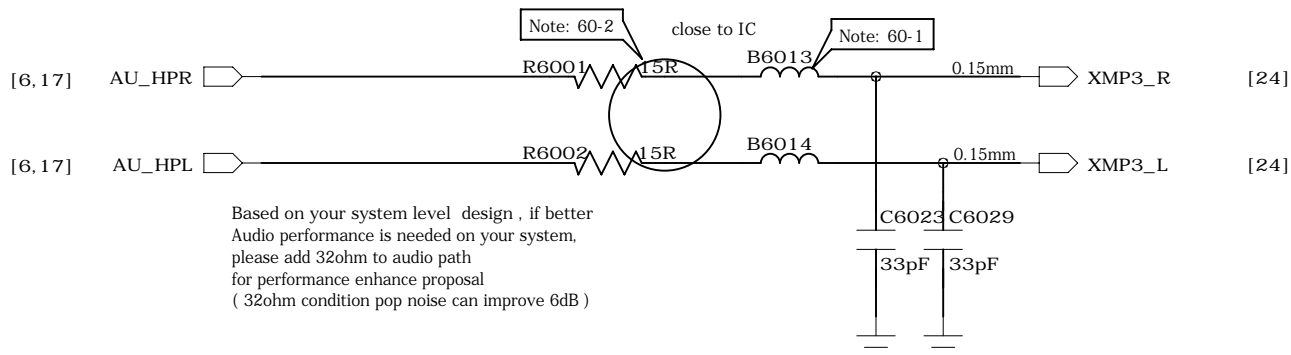 Note: 60-2
close to IC
Note: 60-1
[6,17] AU_HPR R6001 15R B6013 0.15mm XMP3_R [24]
[6,17] AU_HPL R6002 15R B6014 0.15mm XMP3_L [24]
Based on your system level design , if better
Audio performance is needed on your system,
please add 32ohm to audio path
for performance enhance proposal
( 32ohm condition pop noise can improve 6dB )
C6023 C6029
33pF 33pF